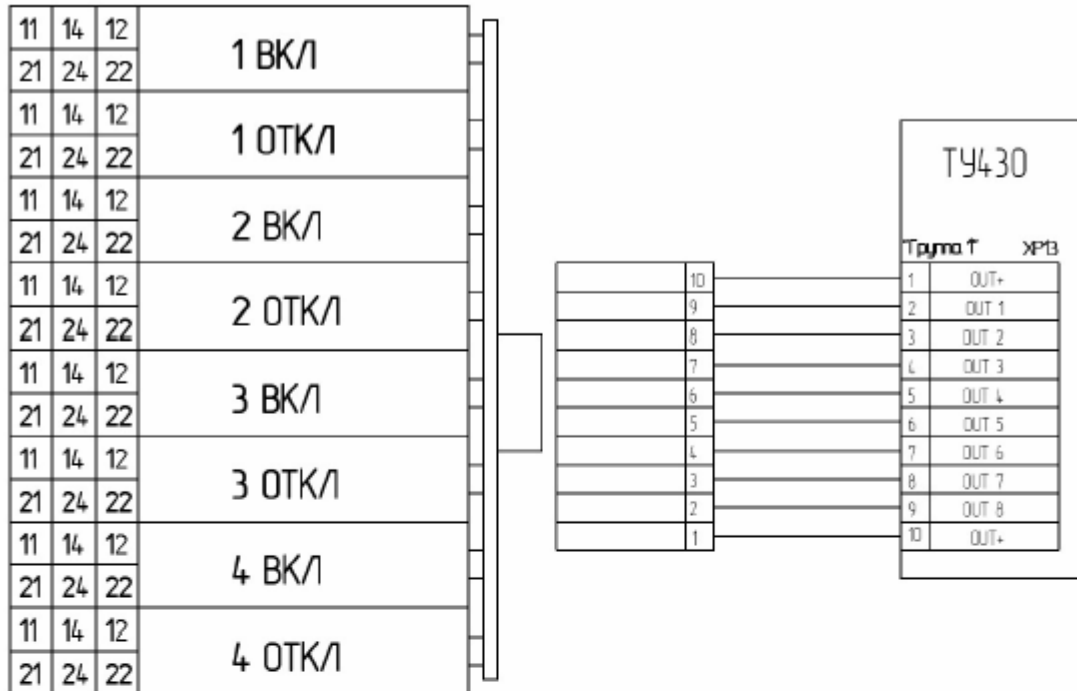 11 14 12
1 ВКЛ
21 24 22
11 14 12
1 ОТКЛ
21 24 22
11 14 12
2 ВКЛ
21 24 22
11 14 12
2 ОТКЛ
21 24 22
11 14 12
3 ВКЛ
21 24 22
11 14 12
3 ОТКЛ
21 24 22
11 14 12
4 ВКЛ
21 24 22
11 14 12
4 ОТКЛ
21 24 22
10
9
8
7
6
5
4
3
2
1
ТУ430
"Группа 1" XP13
1 OUT+
2 OUT 1
3 OUT 2
4 OUT 3
5 OUT 4
6 OUT 5
7 OUT 6
8 OUT 7
9 OUT 8
10 OUT+